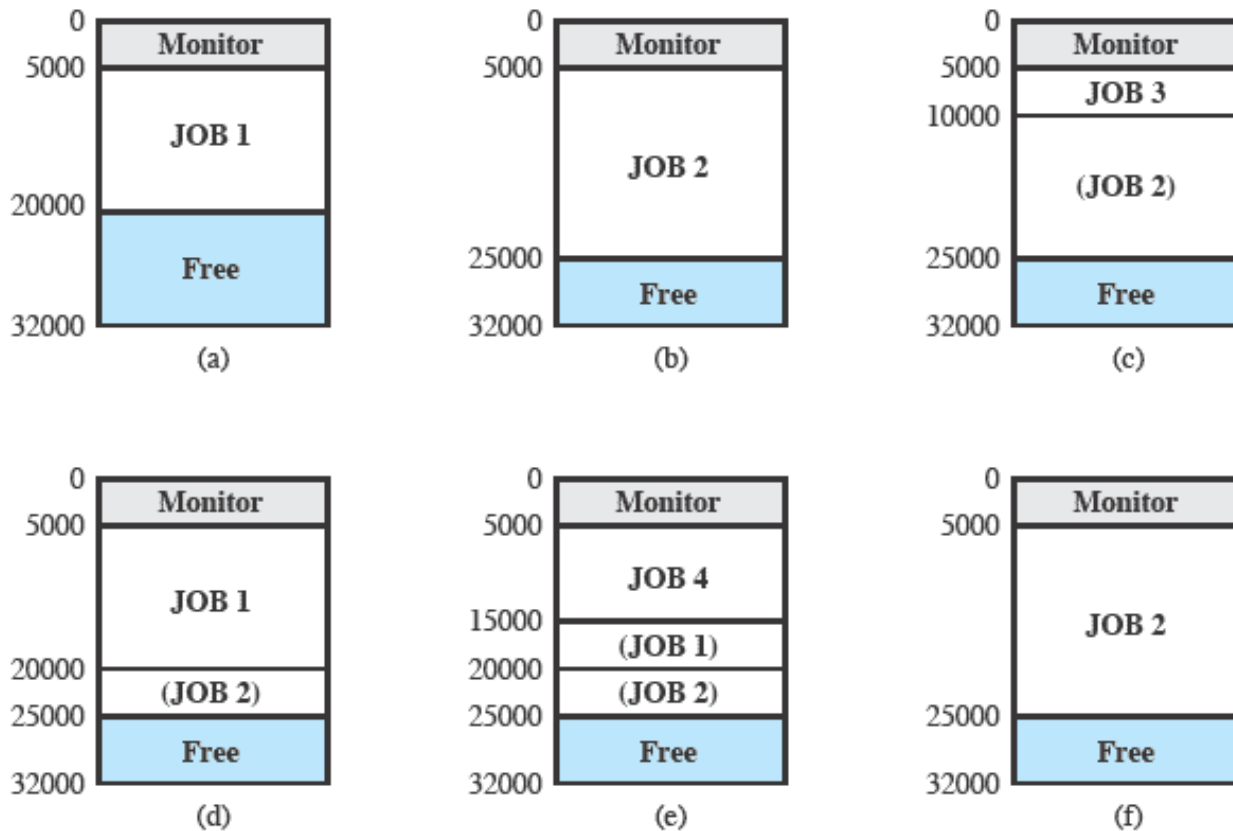 0
Monitor
5000
JOB 1
20000
Free
32000
(a)
0
Monitor
5000
JOB 2
25000
Free
32000
(b)
0
Monitor
5000
JOB 3
10000
(JOB 2)
25000
Free
32000
(c)
0
Monitor
5000
JOB 1
20000
(JOB 2)
25000
Free
32000
(d)
0
Monitor
5000
JOB 4
15000
(JOB 1)
20000
(JOB 2)
25000
Free
32000
(e)
0
Monitor
5000
JOB 2
25000
Free
32000
(f)